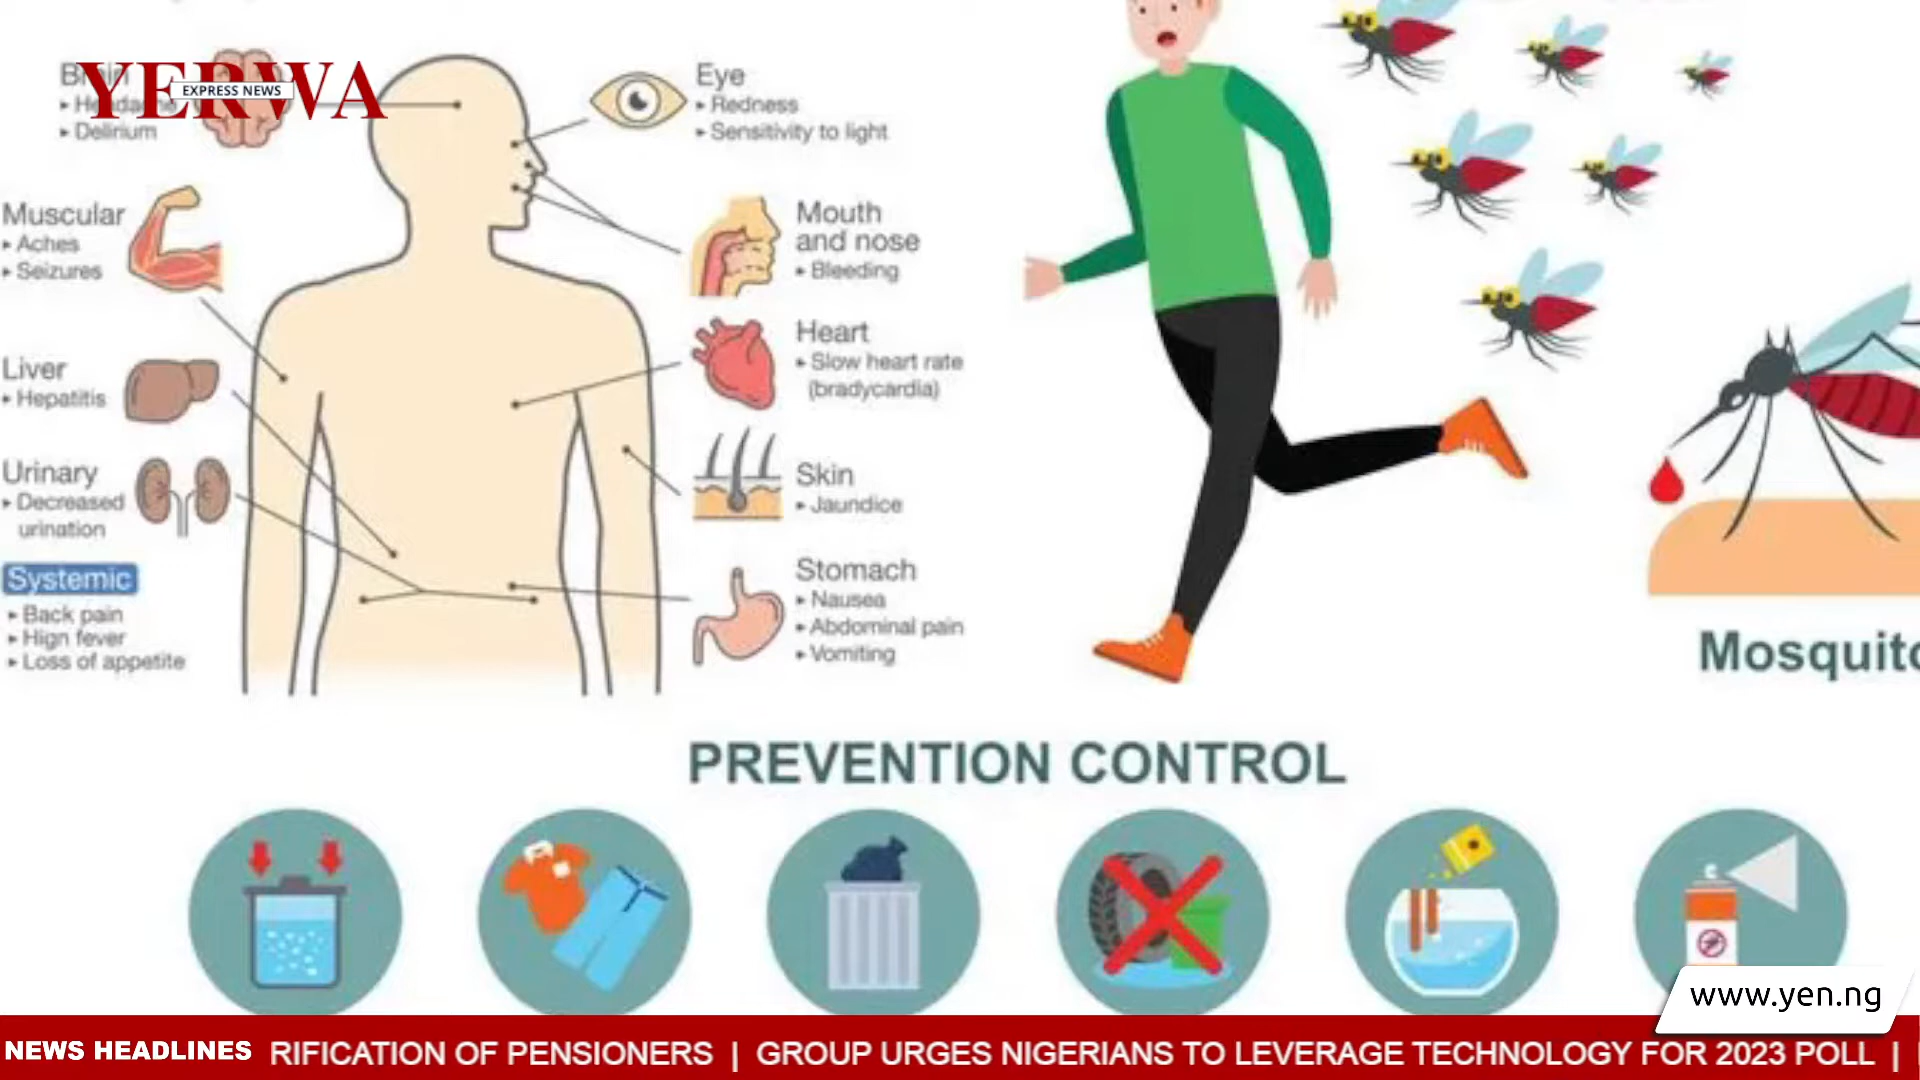 YERWA
EXPRESS NEWS
Brain
Headache
Delirium
Eye
Redness
Sensitivity to light
Muscular
Aches
Seizures
Mouth
and nose
Bleeding
Liver
Hepatitis
Heart
Slow heart rate
(bradycardia)
Urinary
Decreased
urination
Skin
Jaundice
Systemic
Back pain
Hign fever
Loss of appetite
Stomach
Nausea
Abdominal pain
Vomiting
Mosquito
PREVENTION CONTROL
www.yen.ng
NEWS HEADLINES RIFICATION OF PENSIONERS | GROUP URGES NIGERIANS TO LEVERAGE TECHNOLOGY FOR 2023 POLL |